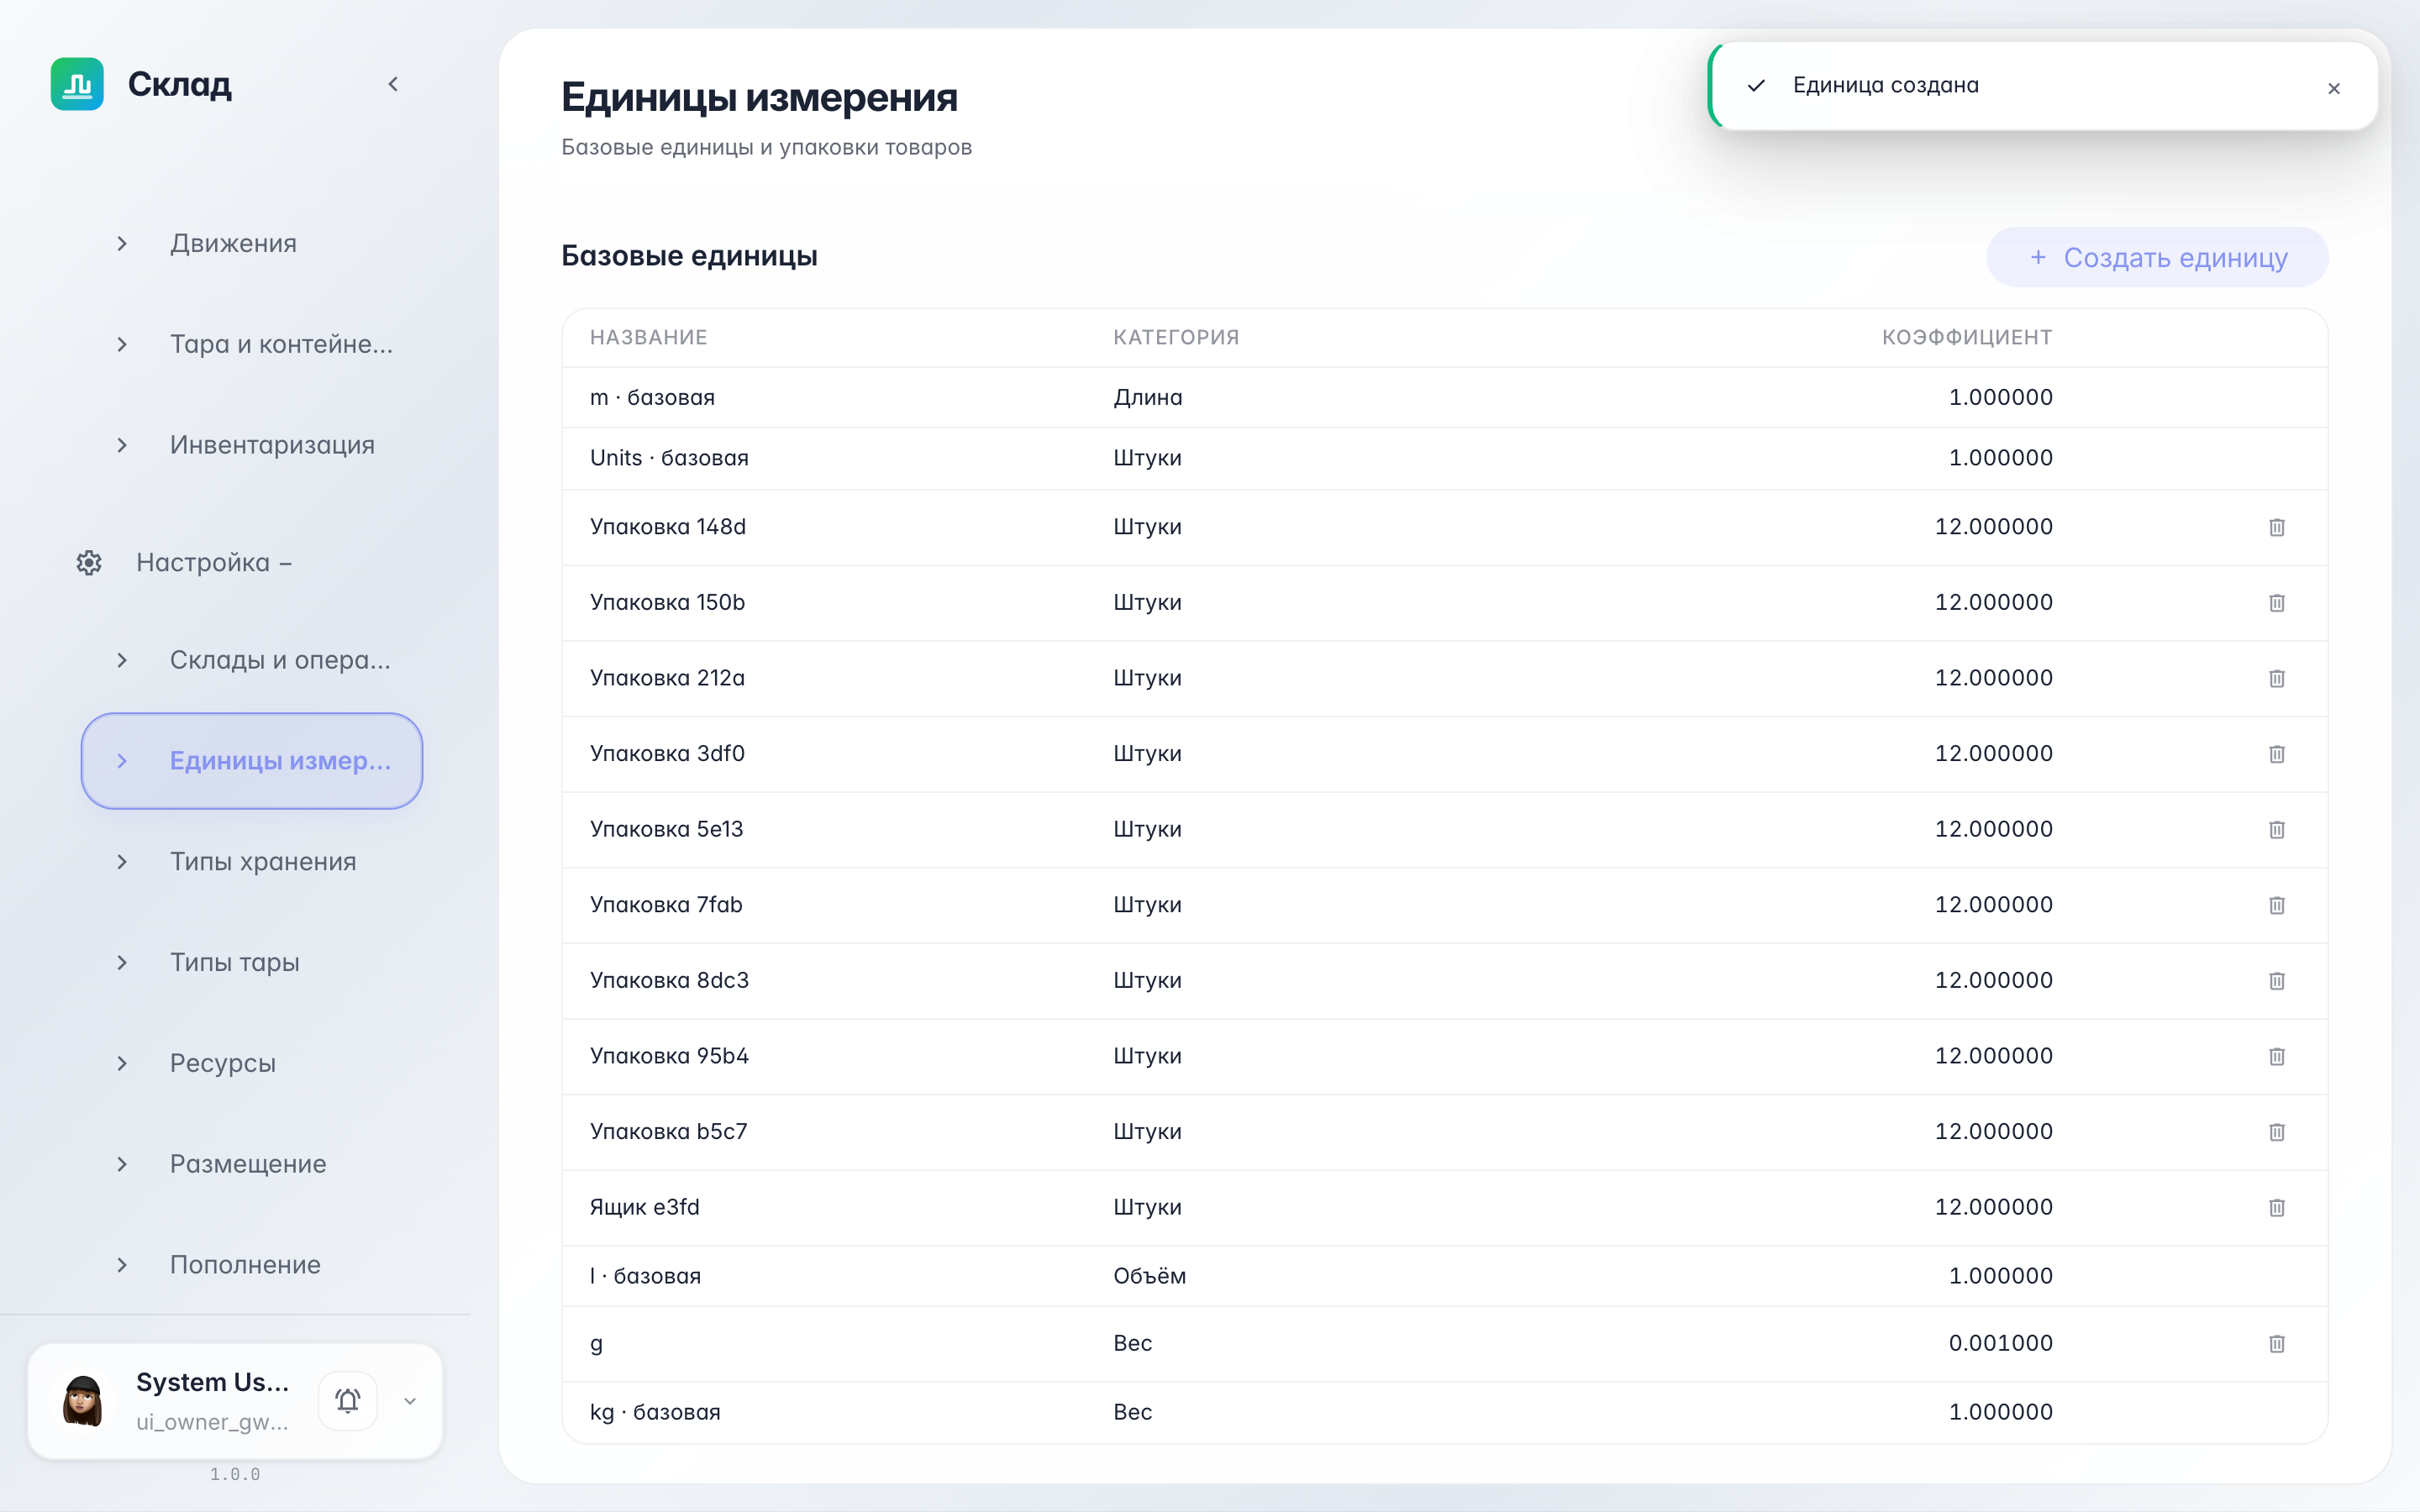 Склад
Движения
Тара и контейне...
Инвентаризация
Настройка –
Склады и опера...
Единицы измер...
Типы хранения
Типы тары
Ресурсы
Размещение
Пополнение
System Us...
ui_owner_gw...
1.0.0
Единицы измерения
Базовые единицы и упаковки товаров
Единица создана
Базовые единицы
+ Создать единицу
НАЗВАНИЕ КАТЕГОРИЯ КОЭФФИЦИЕНТ
m · базовая Длина 1.000000
Units · базовая Штуки 1.000000
Упаковка 148d Штуки 12.000000
Упаковка 150b Штуки 12.000000
Упаковка 212a Штуки 12.000000
Упаковка 3df0 Штуки 12.000000
Упаковка 5e13 Штуки 12.000000
Упаковка 7fab Штуки 12.000000
Упаковка 8dc3 Штуки 12.000000
Упаковка 95b4 Штуки 12.000000
Упаковка b5c7 Штуки 12.000000
Ящик e3fd Штуки 12.000000
l · базовая Объём 1.000000
g Вес 0.001000
kg · базовая Вес 1.000000